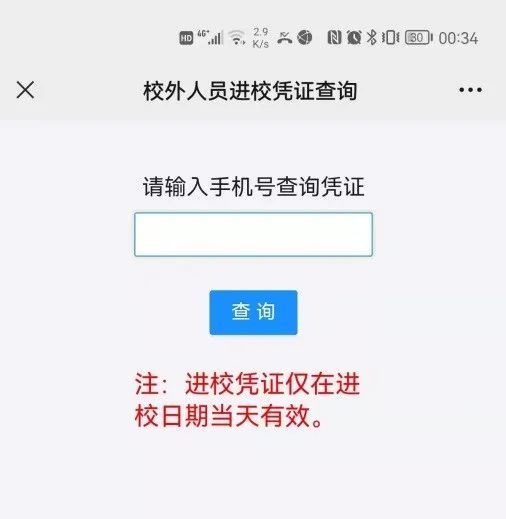 HD 4G+ 2.9 K/s 80 00:34
校外人员进校凭证查询
请输入手机号查询凭证
查 询
注：进校凭证仅在进
校日期当天有效。